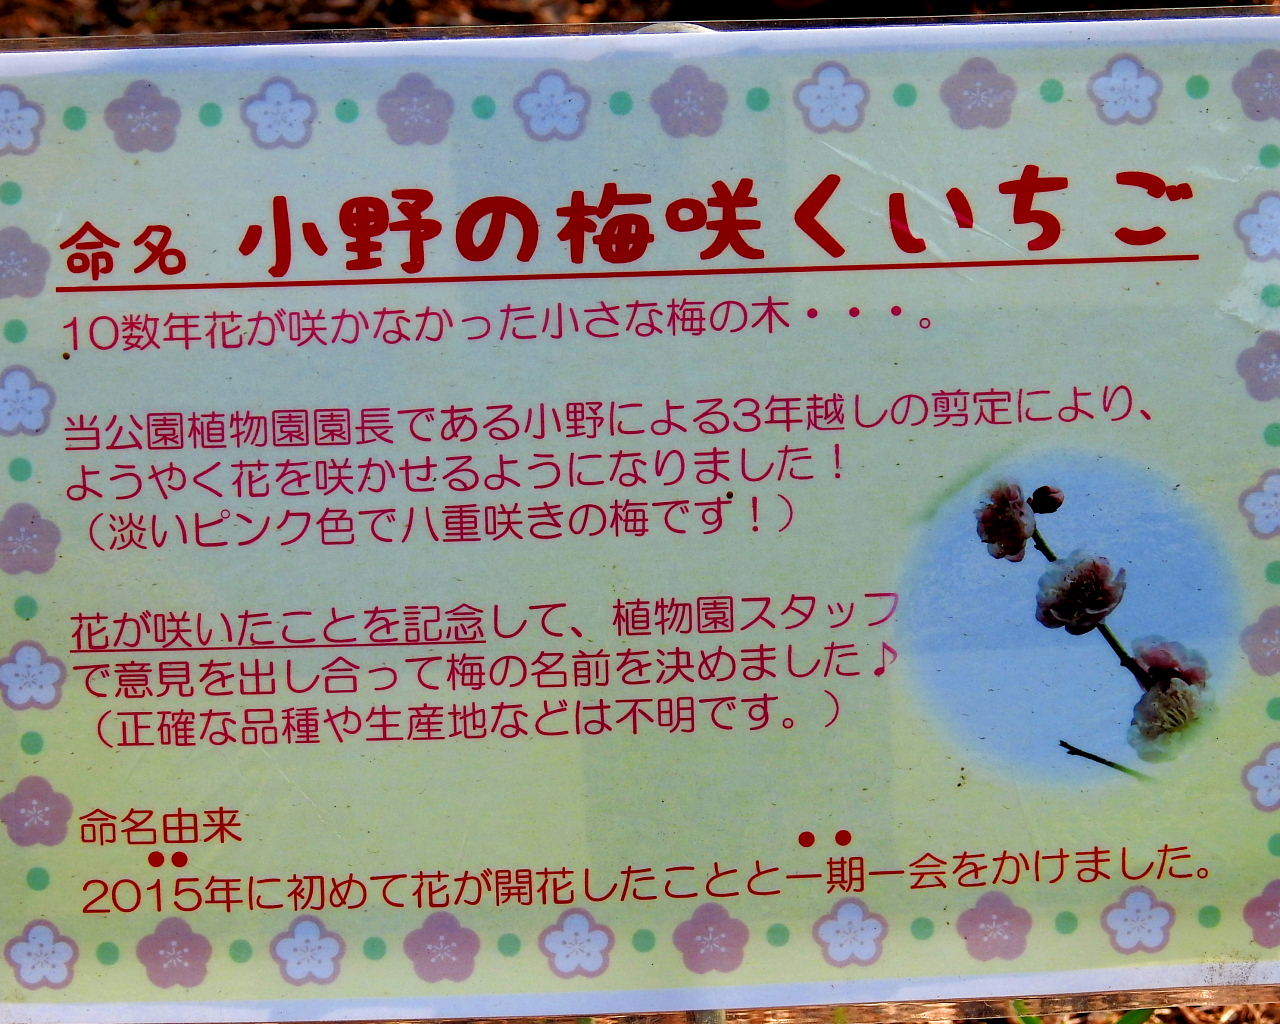 命名 小野の梅咲くいちご
10数年花が咲かなかった小さな梅の木・・・。
当公園植物園園長である小野による3年越しの剪定により、
ようやく花を咲かせるようになりました！
（淡いピンク色で八重咲きの梅です！）
花が咲いたことを記念して、植物園スタッフ
で意見を出し合って梅の名前を決めました♪
（正確な品種や生産地などは不明です。）
命名由来
2015年に初めて花が開花したことと一期一会をかけました。